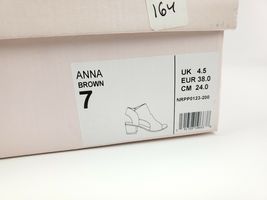 164
ANNA
BROWN
7
UK 4.5
EUR 38.0
CM 24.0
NRPP0123-200